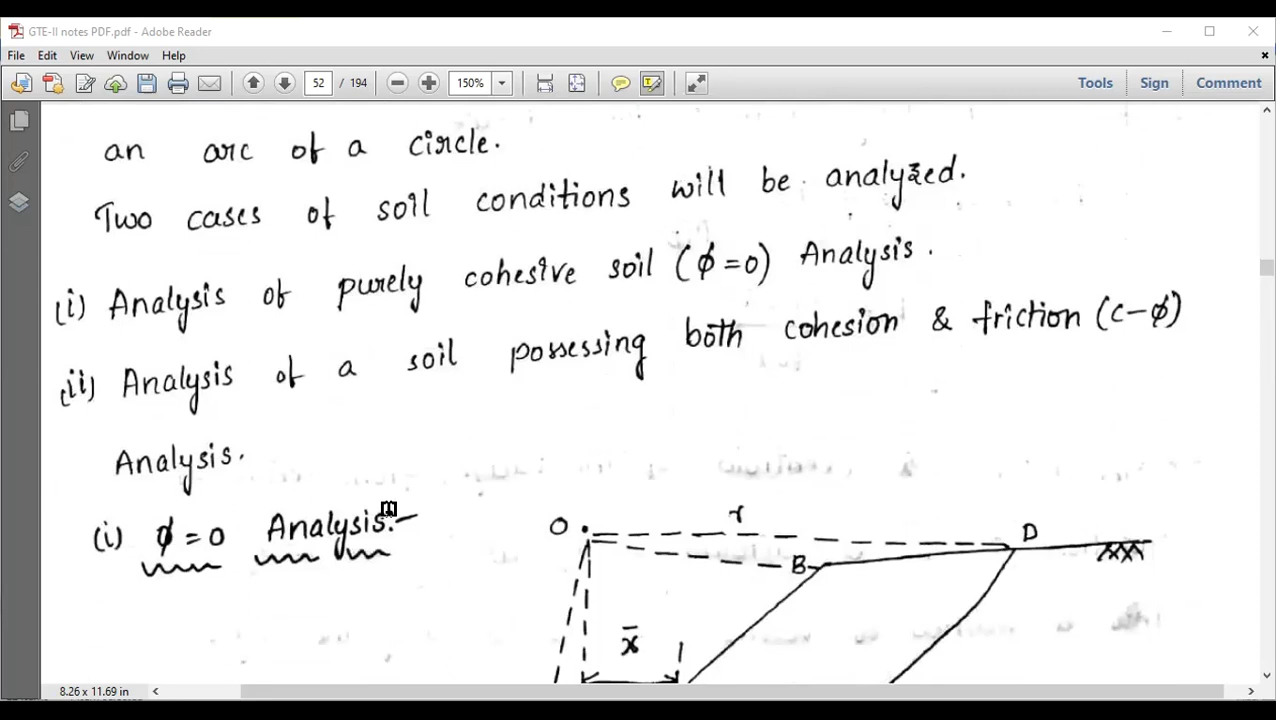 GTE-II notes PDF.pdf - Adobe Reader
File Edit View Window Help
52 / 194 150% Tools Sign Comment
an arc of a circle.
Two cases of soil conditions will be analyzed.
(i) Analysis of purely cohesive soil (ϕ=0) Analysis.
(ii) Analysis of a soil possessing both cohesion & friction (c-ϕ)
Analysis.
(i) ϕ=0 Analysis:-
O r D
B
x̄
8.26 x 11.69 in